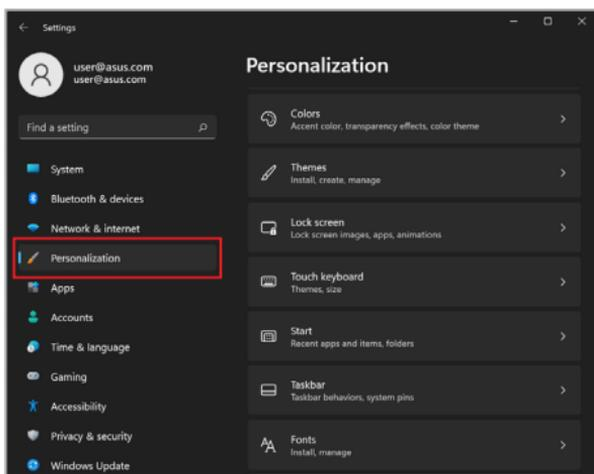 Settings
user@asus.com
user@asus.com
Find a setting
System
Bluetooth & devices
Network & internet
Personalization
Apps
Accounts
Time & language
Gaming
Accessibility
Privacy & security
Windows Update
Personalization
Colors
Accent color, transparency effects, color theme
Themes
Install, create, manage
Lock screen
Lock screen images, apps, animations
Touch keyboard
Themes, size
Start
Recent apps and items, folders
Taskbar
Taskbar behaviors, system pins
Fonts
Install, manage